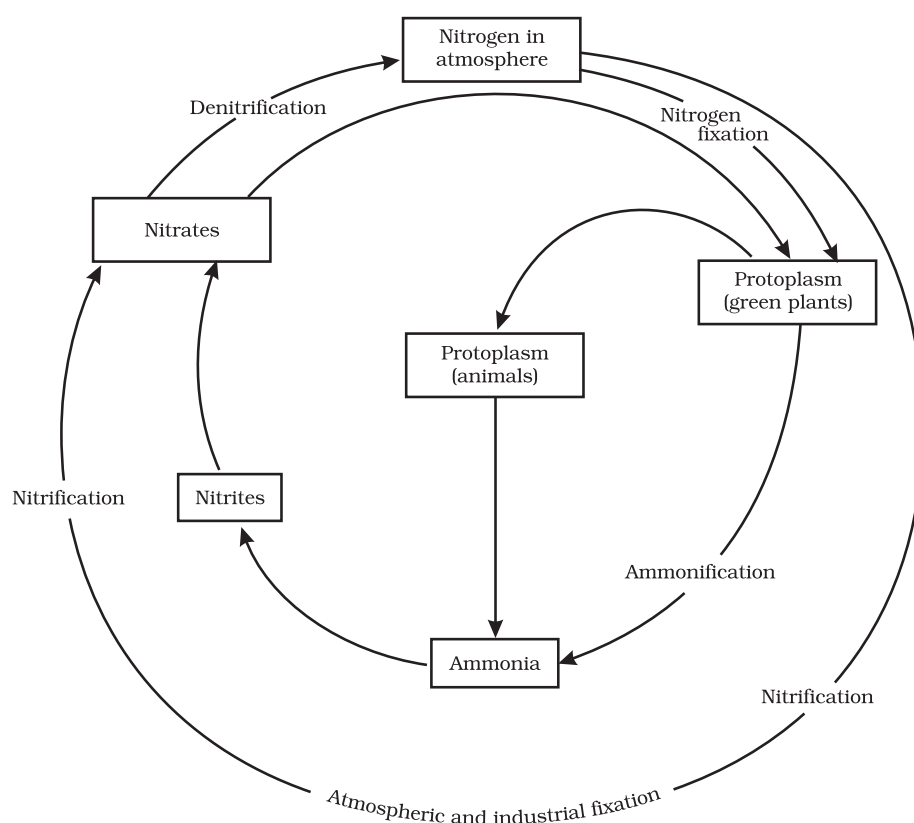 Nitrogen in
atmosphere
Denitrification
Nitrogen
fixation
Nitrates
Protoplasm
(green plants)
Protoplasm
(animals)
Nitrification
Nitrites
Ammonification
Ammonia
Nitrification
Atmospheric and industrial fixation